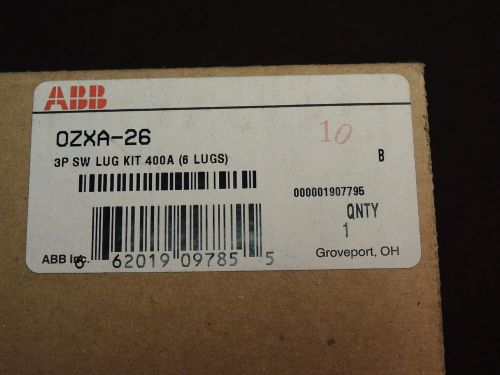 ABB
OZXA-26
10
3P SW LUG KIT 400A (6 LUGS)
B
000001907795
QNTY
1
ABB Inc.
6 62019 09785 5
Groveport, OH